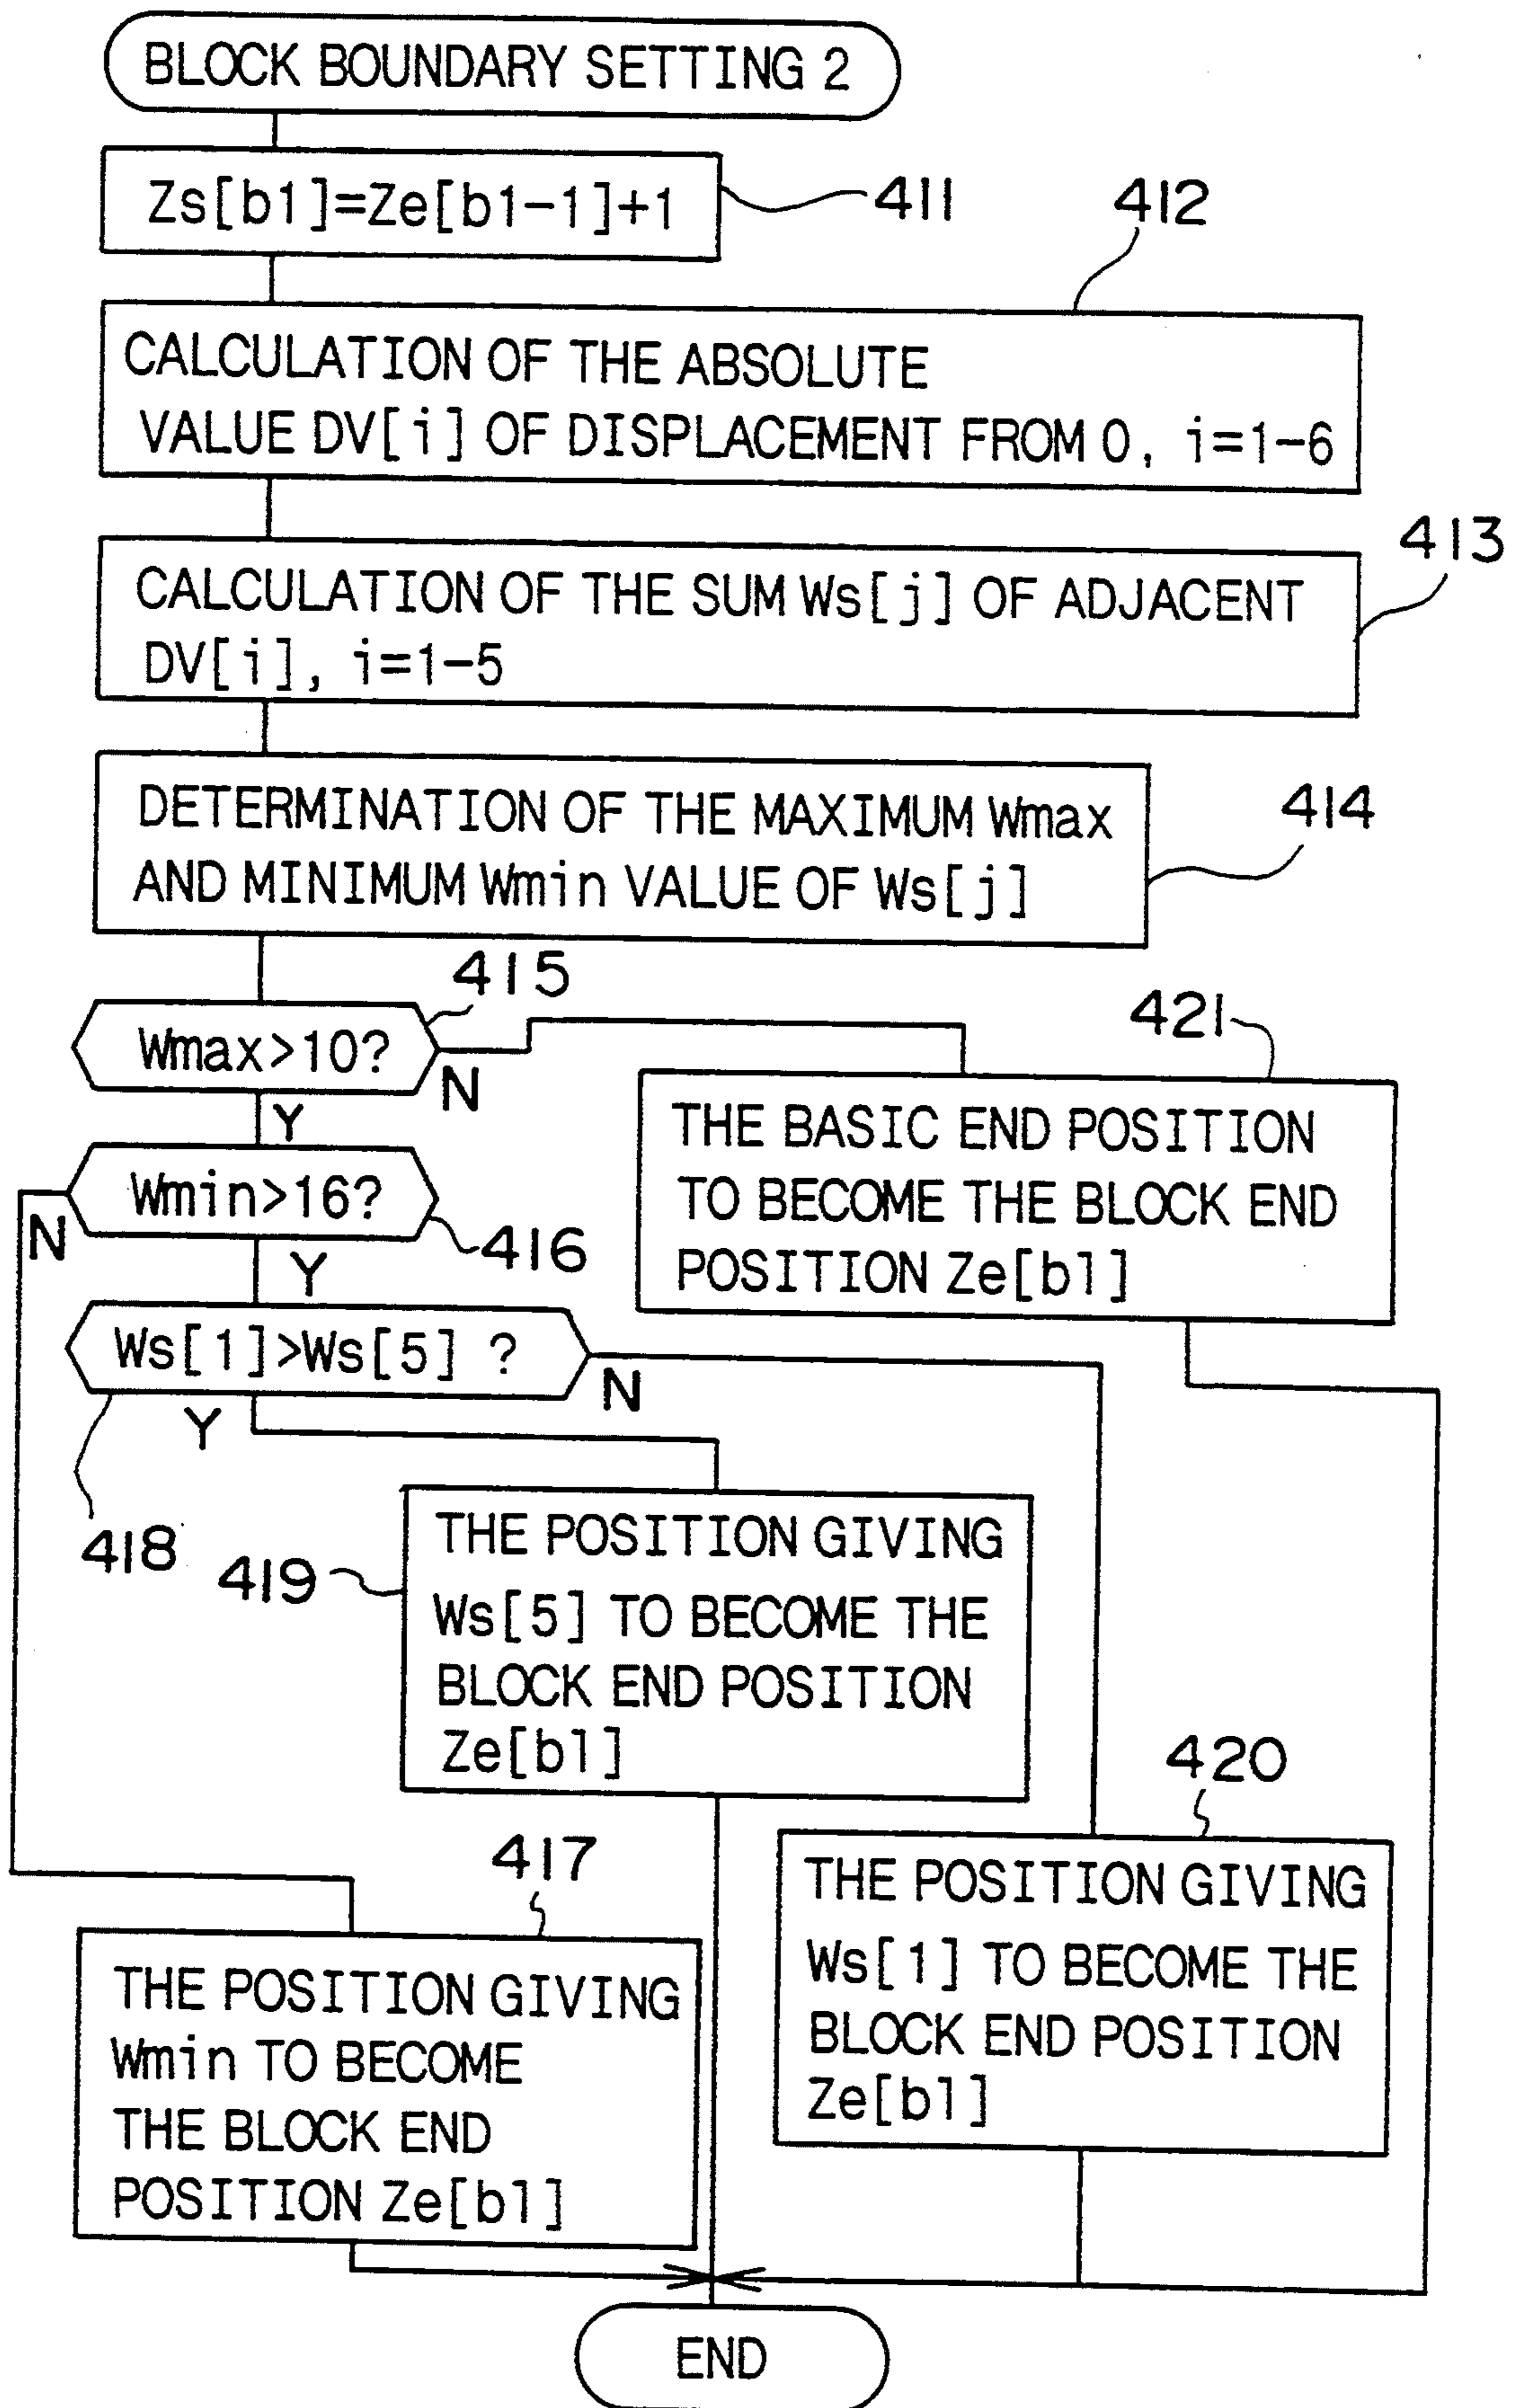 BLOCK BOUNDARY SETTING 2
Zs[b1]=Ze[b1-1]+1
411
412
CALCULATION OF THE ABSOLUTE
VALUE DV[i] OF DISPLACEMENT FROM 0, i=1-6
413
CALCULATION OF THE SUM Ws[j] OF ADJACENT
DV[i], i=1-5
DETERMINATION OF THE MAXIMUM Wmax
AND MINIMUM Wmin VALUE OF Ws[j]
414
415
Wmax>10?
N
Y
421
THE BASIC END POSITION
TO BECOME THE BLOCK END
POSITION Ze[b1]
Wmin>16?
N
416
Y
Ws[1]>Ws[5] ?
N
Y
418
419
THE POSITION GIVING
Ws[5] TO BECOME THE
BLOCK END POSITION
Ze[b1]
420
THE POSITION GIVING
Ws[1] TO BECOME THE
BLOCK END POSITION
Ze[b1]
417
THE POSITION GIVING
Wmin TO BECOME
THE BLOCK END
POSITION Ze[b1]
END